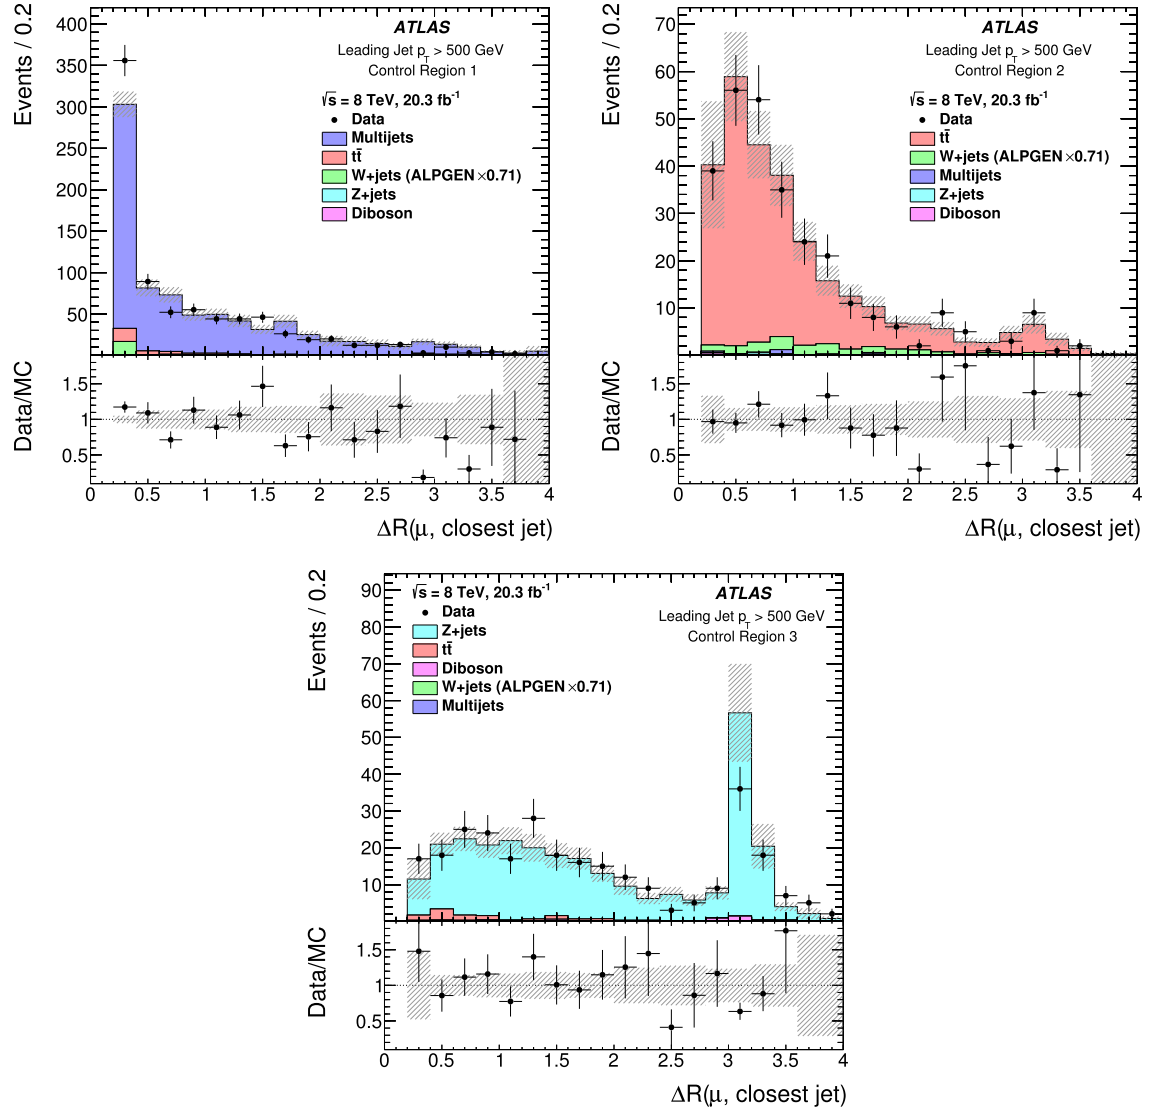 Events / 0.2
400
350
300
250
200
150
100
50
ATLAS
Leading Jet pT > 500 GeV
Control Region 1
√s = 8 TeV, 20.3 fb-1
Data
Multijets
tt̄
W+jets (ALPGEN×0.71)
Z+jets
Diboson
Data/MC
1.5
1
0.5
0 0.5 1 1.5 2 2.5 3 3.5 4
ΔR(μ, closest jet)
Events / 0.2
70
60
50
40
30
20
10
ATLAS
Leading Jet pT > 500 GeV
Control Region 2
√s = 8 TeV, 20.3 fb-1
Data
tt̄
W+jets (ALPGEN×0.71)
Multijets
Z+jets
Diboson
Data/MC
1.5
1
0.5
0 0.5 1 1.5 2 2.5 3 3.5 4
ΔR(μ, closest jet)
Events / 0.2
90
80
70
60
50
40
30
20
10
√s = 8 TeV, 20.3 fb-1
Data
Z+jets
tt̄
Diboson
W+jets (ALPGEN×0.71)
Multijets
ATLAS
Leading Jet pT > 500 GeV
Control Region 3
Data/MC
1.5
1
0.5
0 0.5 1 1.5 2 2.5 3 3.5 4
ΔR(μ, closest jet)